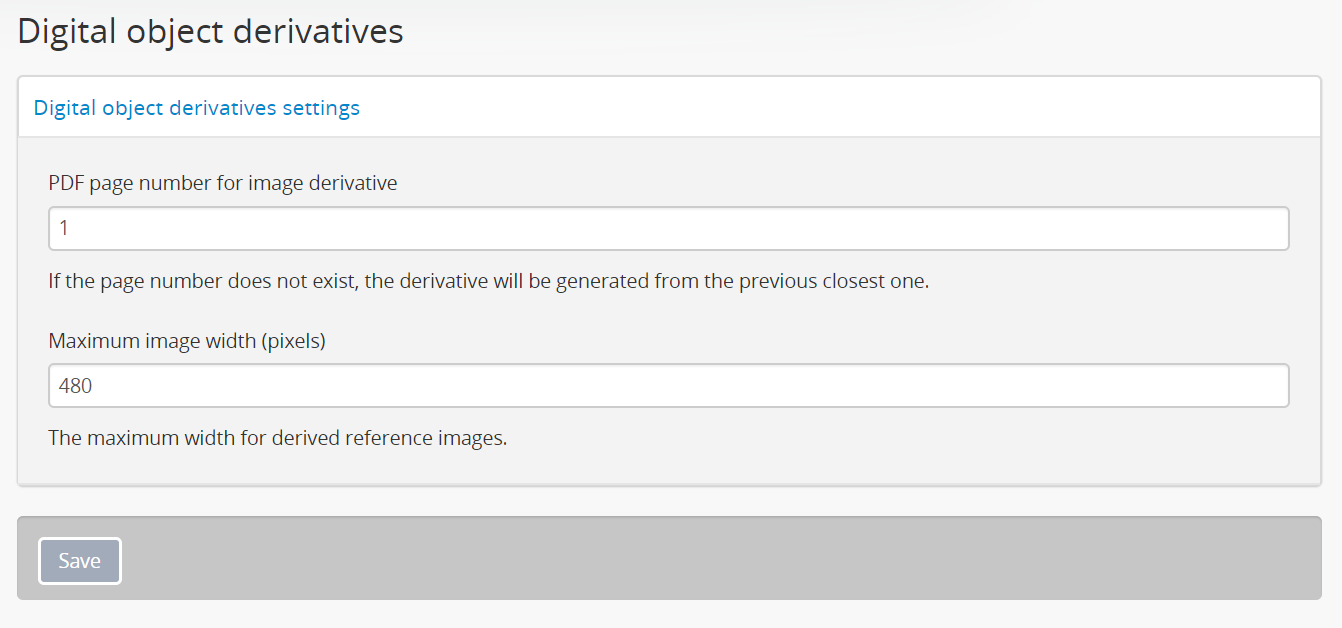 Digital object derivatives
Digital object derivatives settings
PDF page number for image derivative
1
If the page number does not exist, the derivative will be generated from the previous closest one.
Maximum image width (pixels)
480
The maximum width for derived reference images.
Save